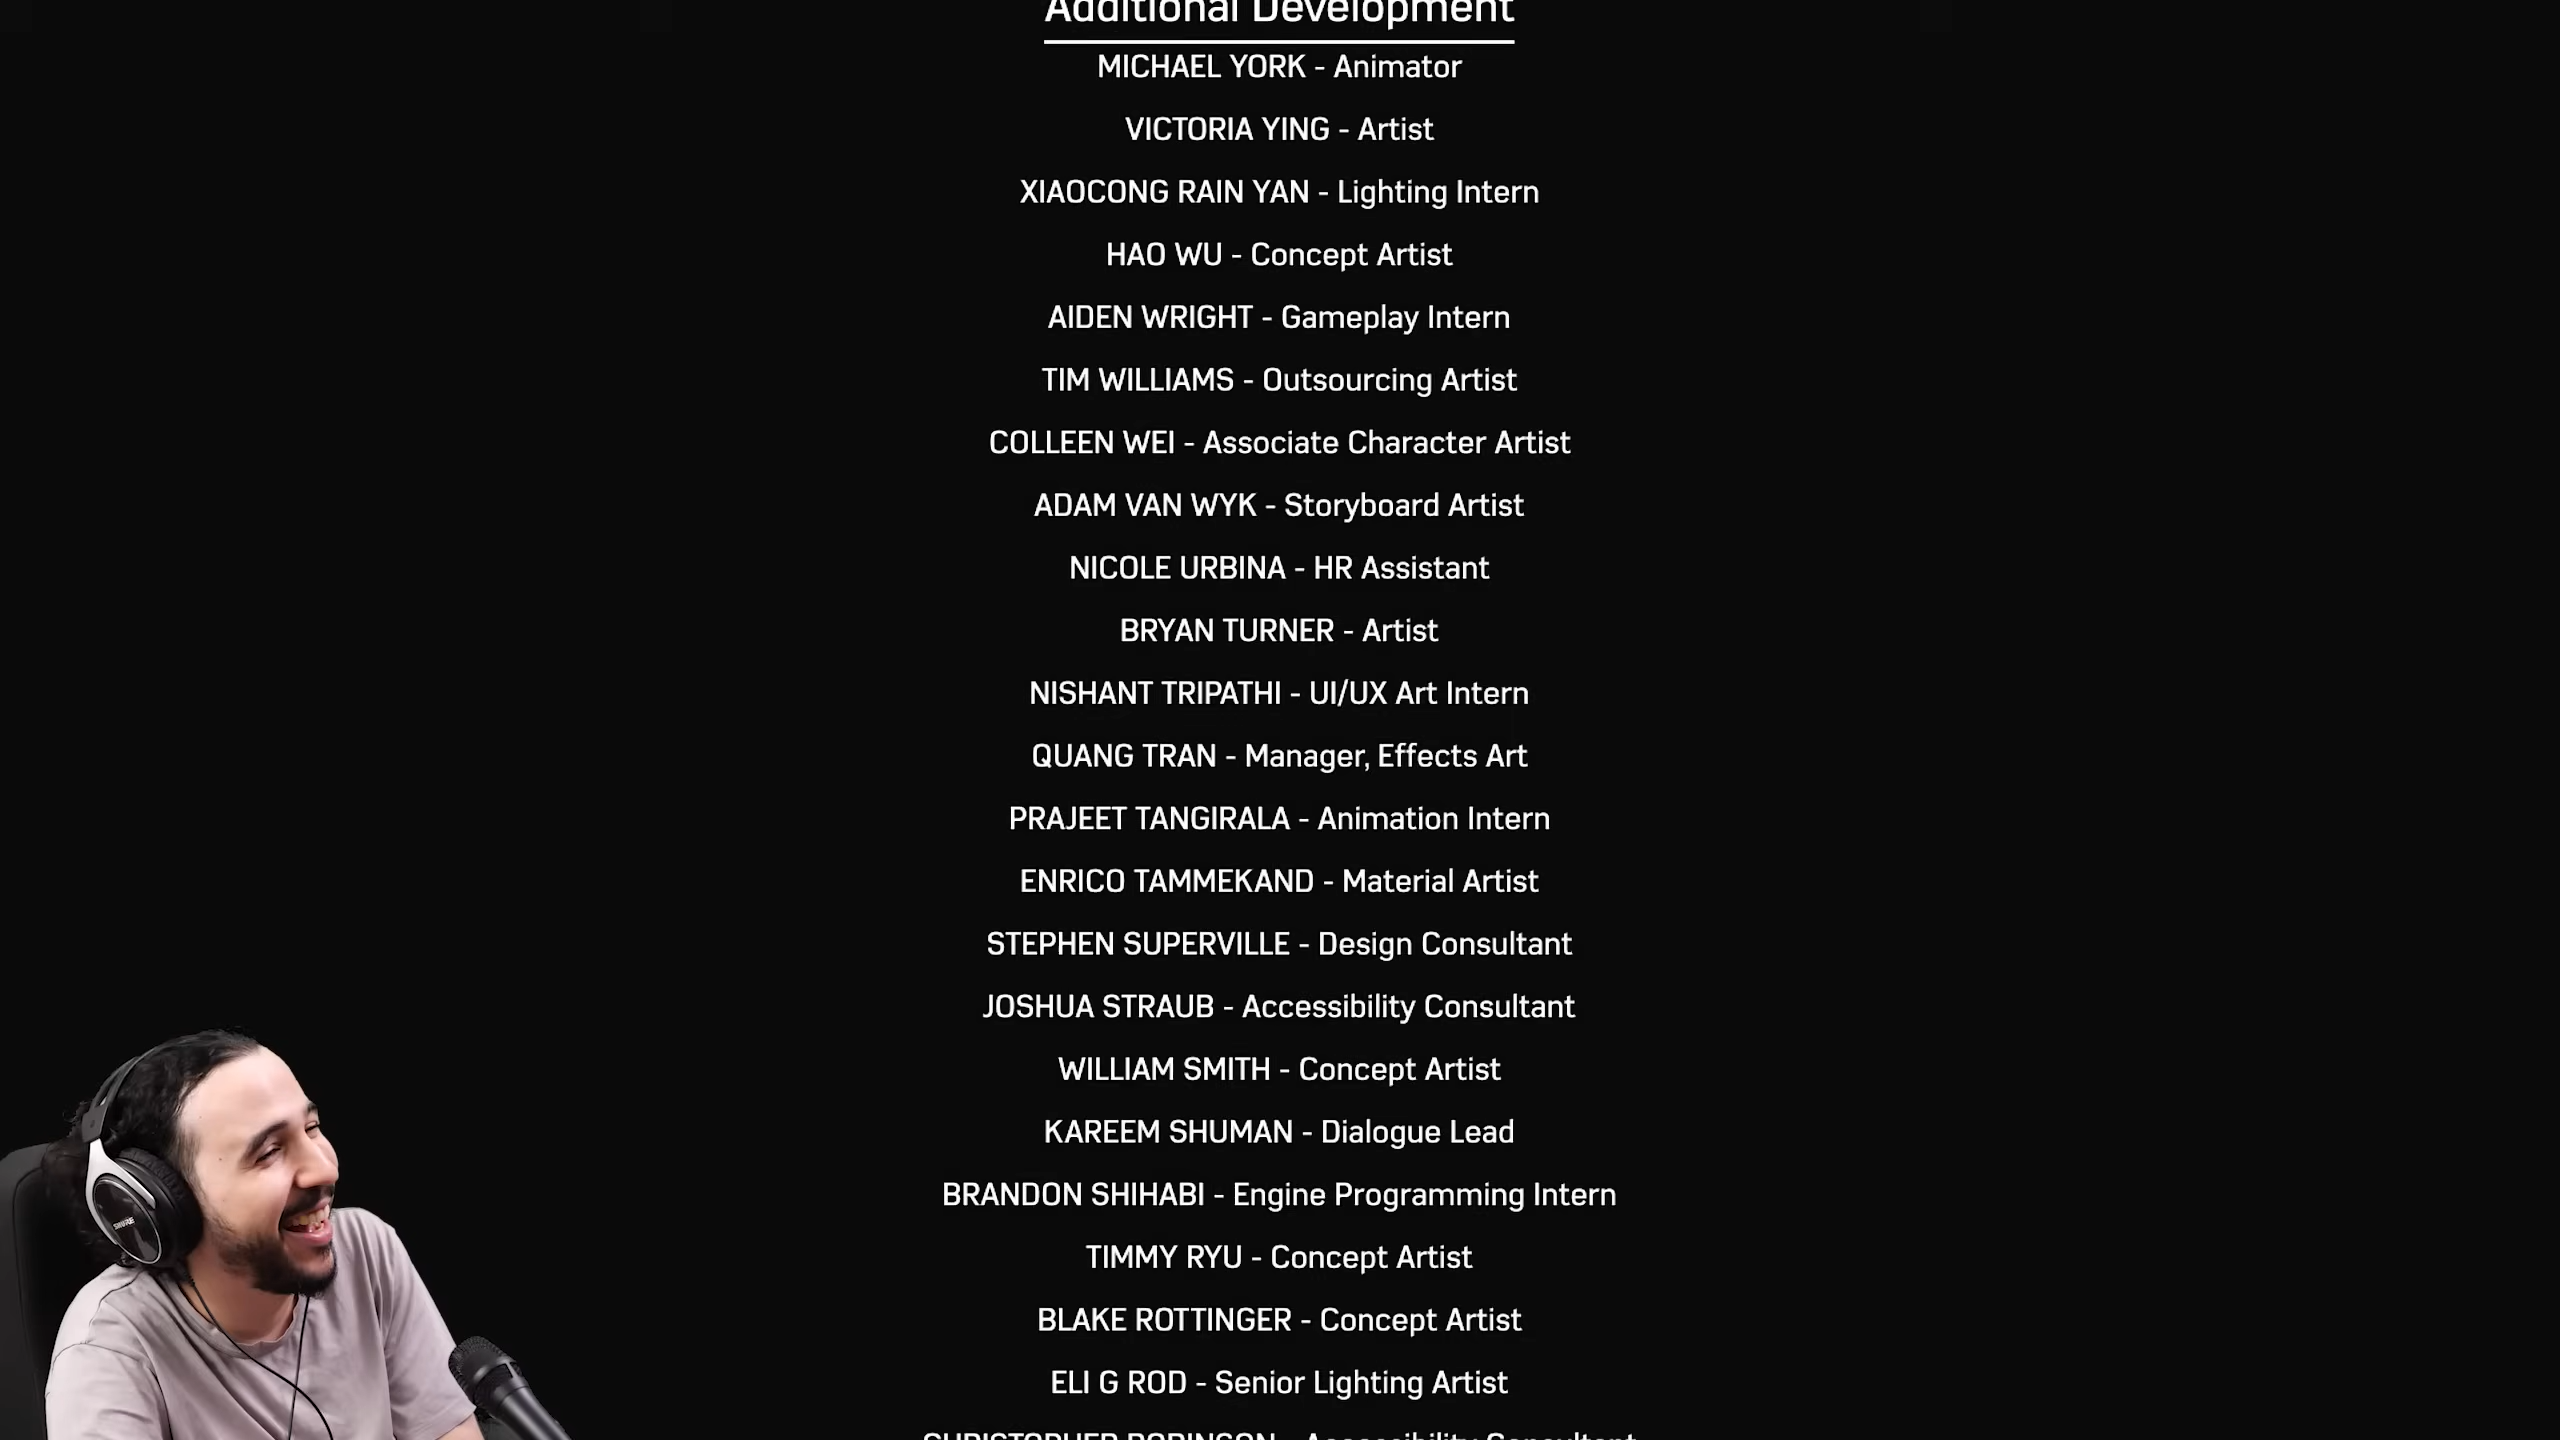 Additional Development
MICHAEL YORK - Animator
VICTORIA YING - Artist
XIAOCONG RAIN YAN - Lighting Intern
HAO WU - Concept Artist
AIDEN WRIGHT - Gameplay Intern
TIM WILLIAMS - Outsourcing Artist
COLLEEN WEI - Associate Character Artist
ADAM VAN WYK - Storyboard Artist
NICOLE URBINA - HR Assistant
BRYAN TURNER - Artist
NISHANT TRIPATHI - UI/UX Art Intern
QUANG TRAN - Manager, Effects Art
PRAJEET TANGIRALA - Animation Intern
ENRICO TAMMEKAND - Material Artist
STEPHEN SUPERVILLE - Design Consultant
JOSHUA STRAUB - Accessibility Consultant
WILLIAM SMITH - Concept Artist
KAREEM SHUMAN - Dialogue Lead
BRANDON SHIHABI - Engine Programming Intern
TIMMY RYU - Concept Artist
BLAKE ROTTINGER - Concept Artist
ELI G ROD - Senior Lighting Artist
CHRISTOPHER ROBINSON - Accessibility Consultant
SHURE